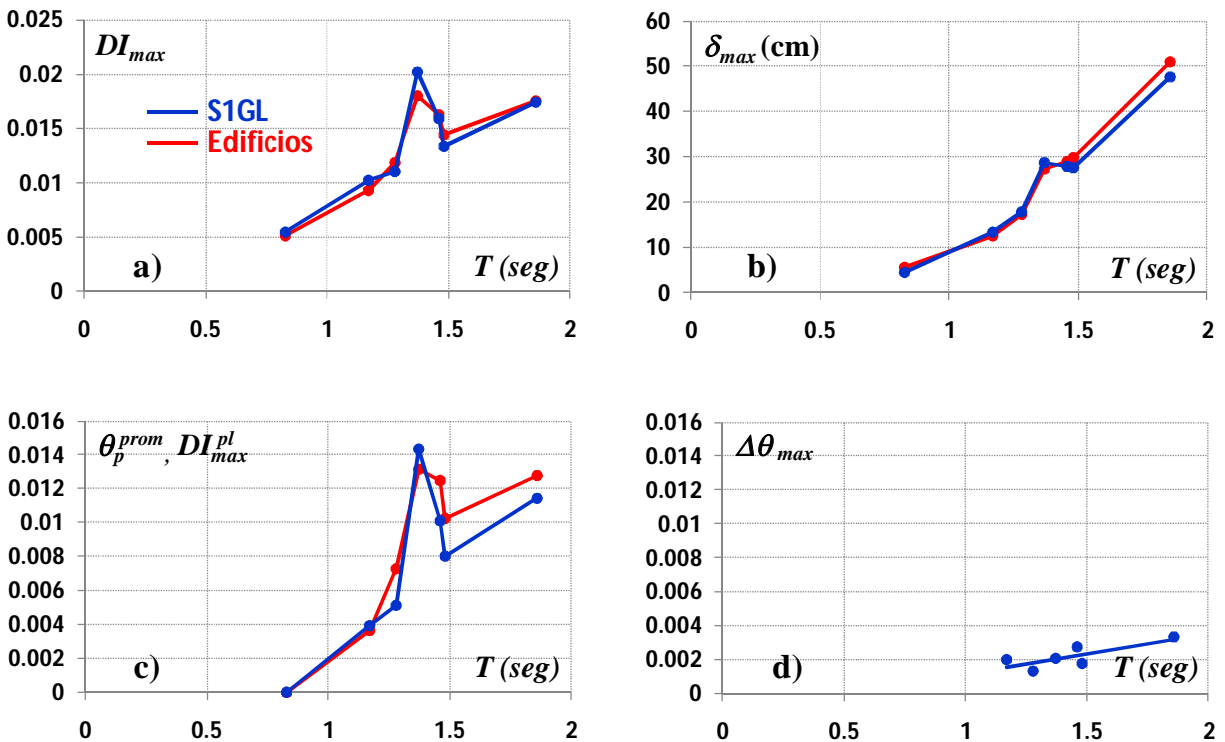 0.025
0.02
0.015
0.01
0.005
0
DI_max
S1GL
Edificios
a)
T (seg)
0 0.5 1 1.5 2
60
50
40
30
20
10
0
δ_max (cm)
b)
T (seg)
0 0.5 1 1.5 2
0.016
0.014
0.012
0.01
0.008
0.006
0.004
0.002
0
θ_p^prom, DI_max^pl
c)
T (seg)
0 0.5 1 1.5 2
0.016
0.014
0.012
0.01
0.008
0.006
0.004
0.002
0
Δθ_max
d)
T (seg)
0 0.5 1 1.5 2